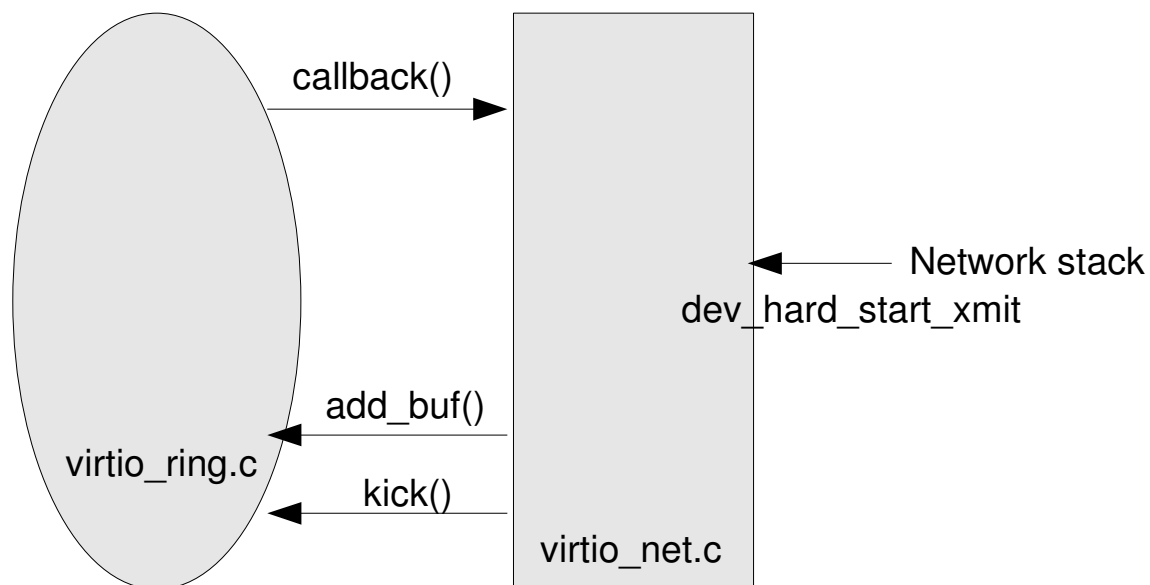 callback()
Network stack
dev_hard_start_xmit
add_buf()
virtio_ring.c
kick()
virtio_net.c